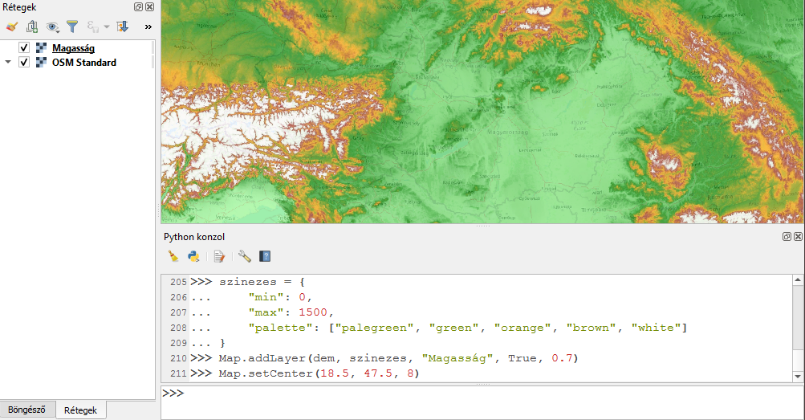 Rétegek
»
Magasság
OSM Standard
Python konzol
205 >>> szinezes = {
206 ...     "min": 0,
207 ...     "max": 1500,
208 ...     "palette": ["palegreen", "green", "orange", "brown", "white"]
209 ... }
210 >>> Map.addLayer(dem, szinezes, "Magasság", True, 0.7)
211 >>> Map.setCenter(18.5, 47.5, 8)
>>>
Böngésző Rétegek